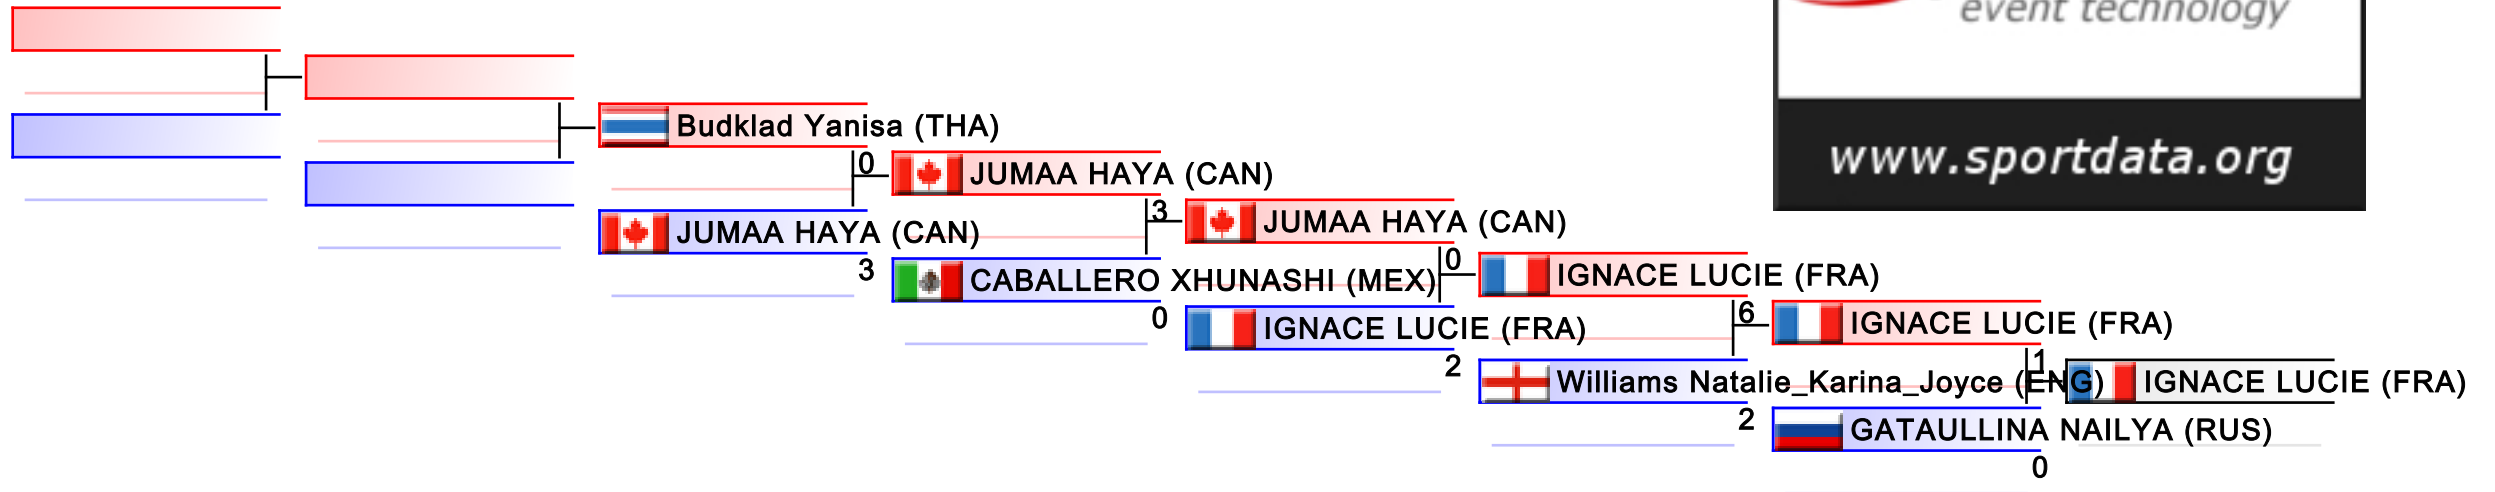 event technology
www.sportdata.org
Budklad Yanisa (THA)
0
JUMAA HAYA (CAN)
3
JUMAA HAYA (CAN)
3
JUMAA HAYA (CAN)
0
CABALLERO XHUNASHI (MEX)
0
IGNACE LUCIE (FRA)
2
IGNACE LUCIE (FRA)
6
Williams Natalie_Karina_Joyce (ENG)
2
IGNACE LUCIE (FRA)
1
GATAULLINA NAILYA (RUS)
0
IGNACE LUCIE (FRA)